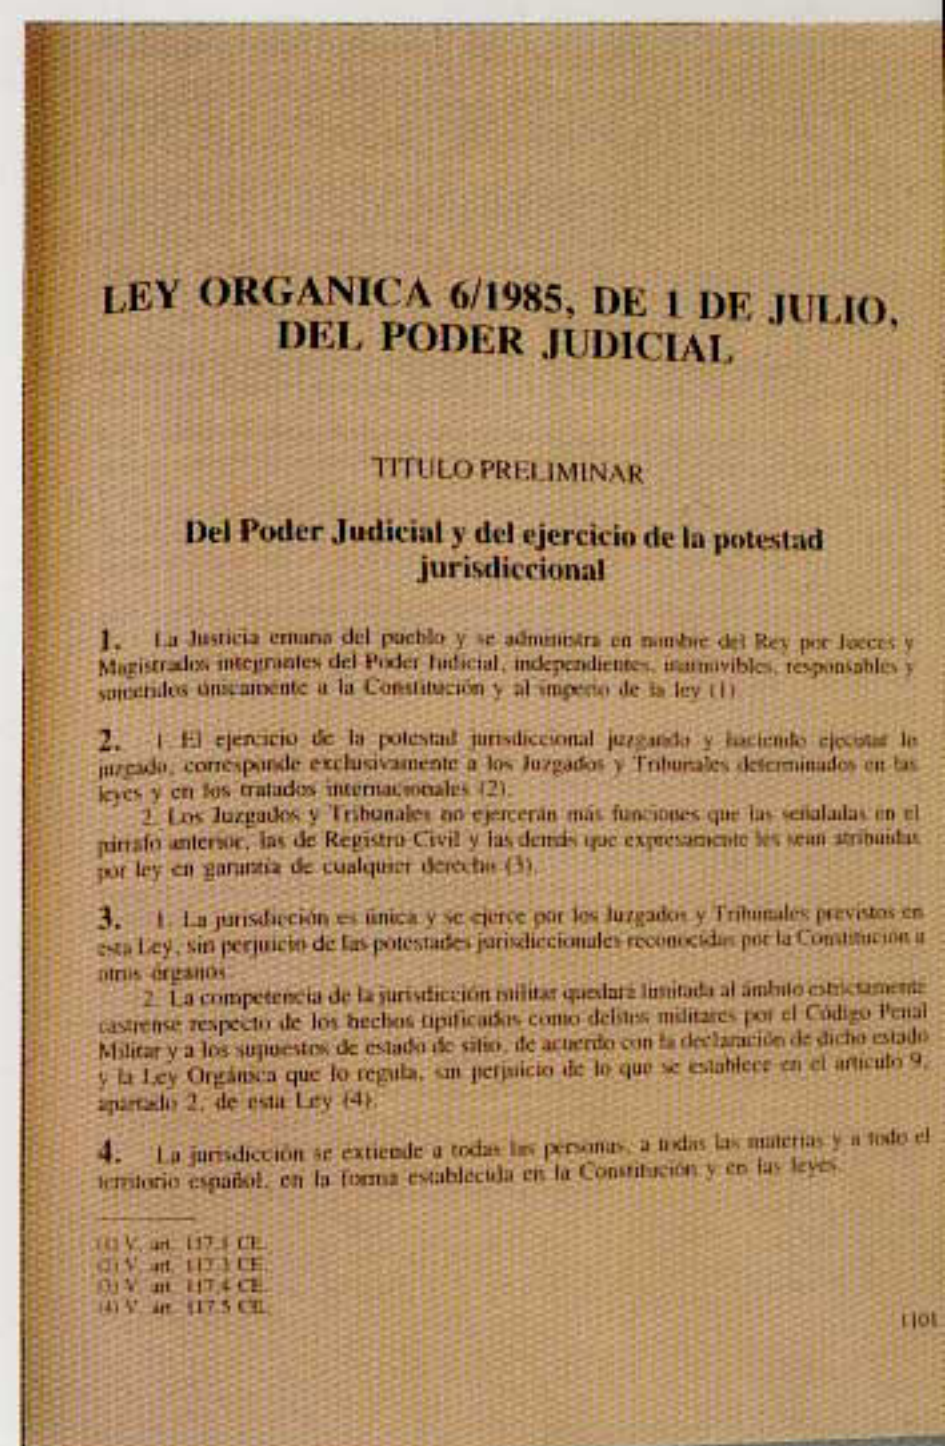 LEY ORGANICA 6/1985, DE 1 DE JULIO,
DEL PODER JUDICIAL
TITULO PRELIMINAR
Del Poder Judicial y del ejercicio de la potestad
jurisdiccional
1. La Justicia emana del pueblo y se administra en nombre del Rey por Jueces y
Magistrados integrantes del Poder Judicial, independientes, inamovibles, responsables y
sometidos únicamente a la Constitución y al imperio de la ley (1).
2. 1. El ejercicio de la potestad jurisdiccional juzgando y haciendo ejecutar lo
juzgado, corresponde exclusivamente a los Juzgados y Tribunales determinados en las
leyes y en los tratados internacionales (2).
2. Los Juzgados y Tribunales no ejercerán más funciones que las señaladas en el
párrafo anterior, las de Registro Civil y las demás que expresamente les sean atribuidas
por ley en garantía de cualquier derecho (3).
3. 1. La jurisdicción es única y se ejerce por los Juzgados y Tribunales previstos en
esta Ley, sin perjuicio de las potestades jurisdiccionales reconocidas por la Constitución a
otros órganos.
2. La competencia de la jurisdicción militar quedará limitada al ámbito estrictamente
castrense respecto de los hechos tipificados como delitos militares por el Código Penal
Militar y a los supuestos de estado de sitio, de acuerdo con la declaración de dicho estado
y la Ley Orgánica que lo regula, sin perjuicio de lo que se establece en el artículo 9,
apartado 2, de esta Ley (4).
4. La jurisdicción se extiende a todas las personas, a todas las materias y a todo el
territorio español, en la forma establecida en la Constitución y en las leyes.
(1) V. art. 117.1 CE.
(2) V. art. 117.3 CE.
(3) V. art. 117.4 CE.
(4) V. art. 117.5 CE.
1101